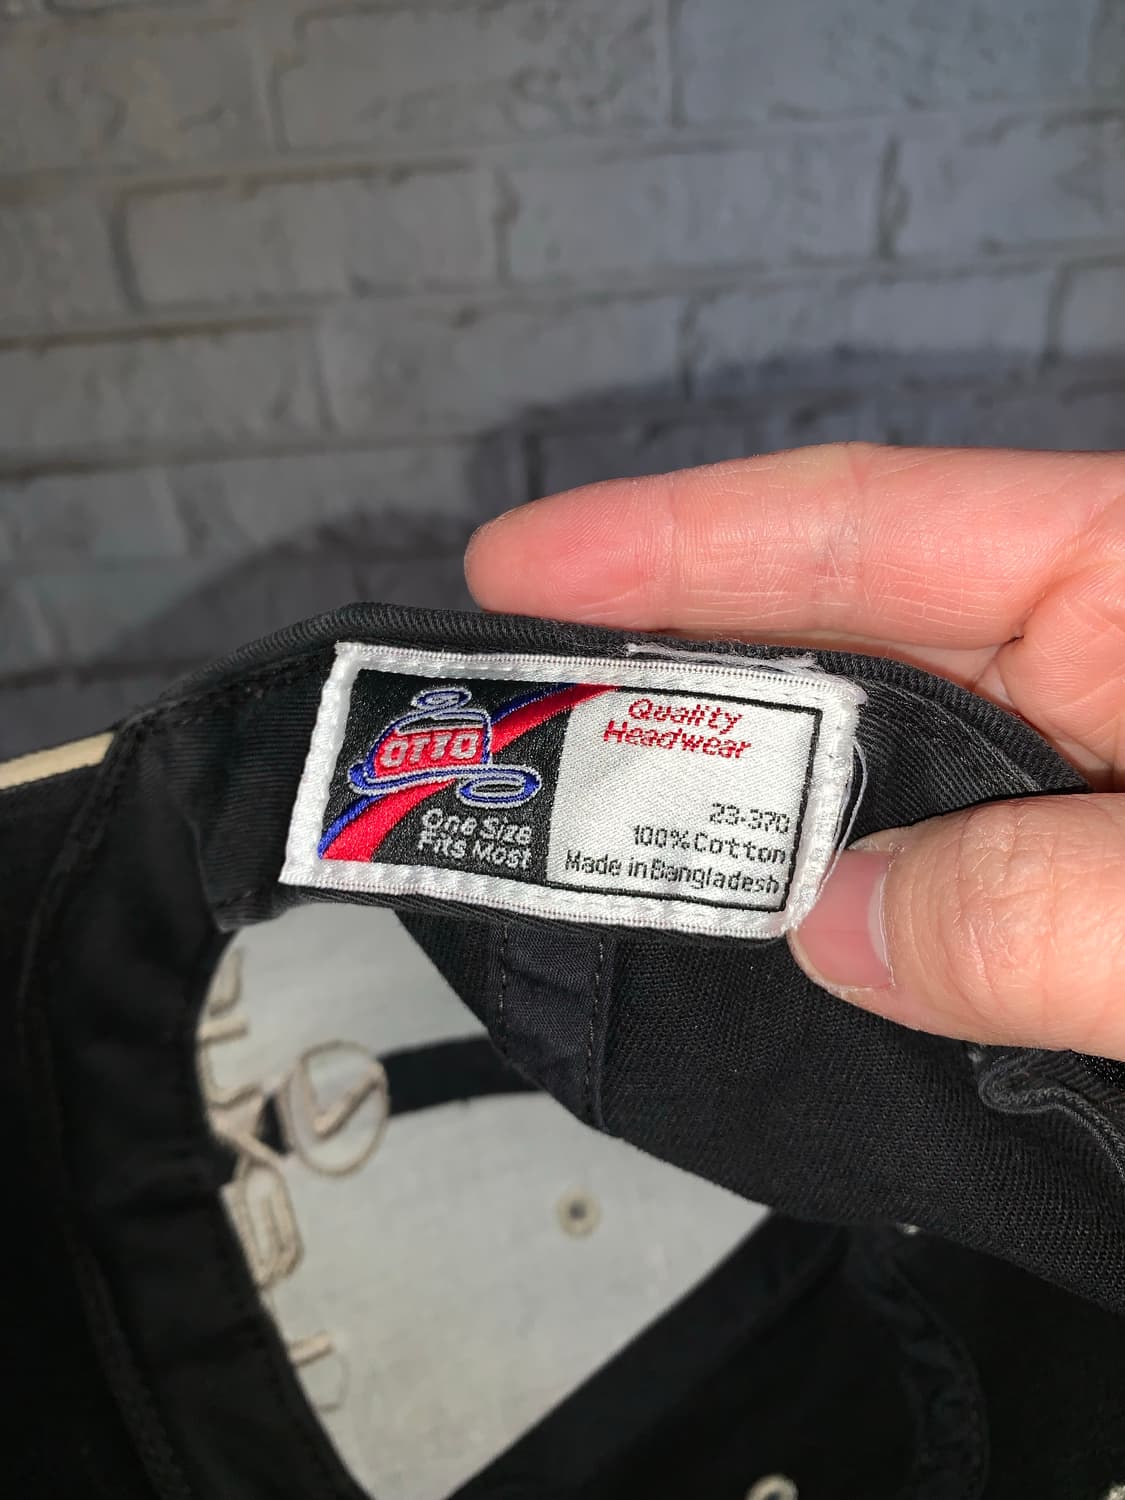 OTTO
One Size
Fits Most
Quality
Headwear
23-370
100% Cotton
Made in Bangladesh